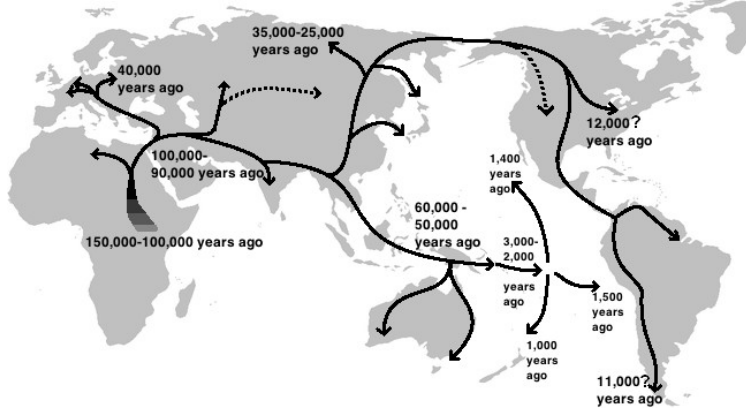 35,000-25,000
years ago
40,000
years ago
100,000-
90,000 years ago
150,000-100,000 years ago
12,000?
years ago
1,400
years
ago
60,000 -
50,000
years ago
3,000-
2,000
years
ago
1,500
years
ago
1,000
years
ago
11,000?
years ago